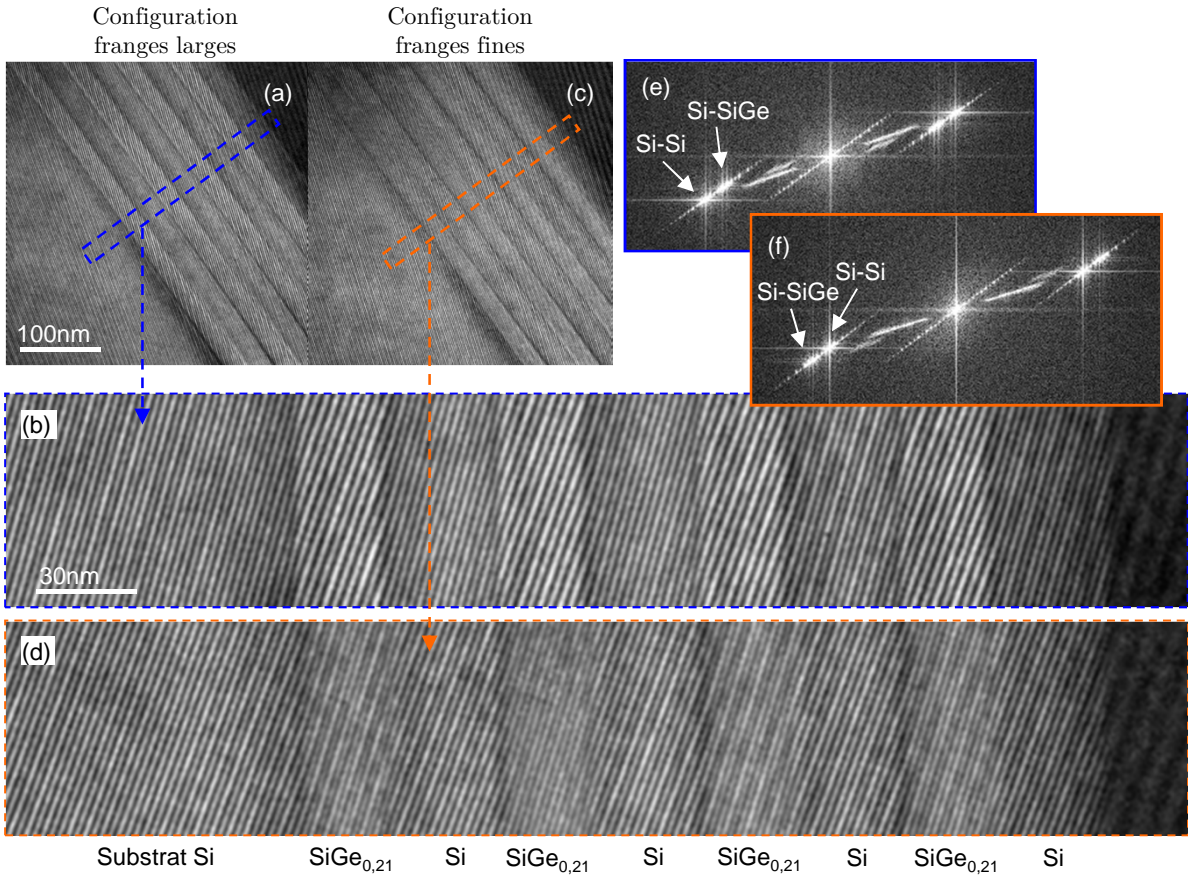 Configuration
franges larges
Configuration
franges fines
(a)
(c)
100nm
(e)
Si-SiGe
Si-Si
(f)
Si-Si
Si-SiGe
(b)
30nm
(d)
Substrat Si
SiGe0,21
Si
SiGe0,21
Si
SiGe0,21
Si
SiGe0,21
Si